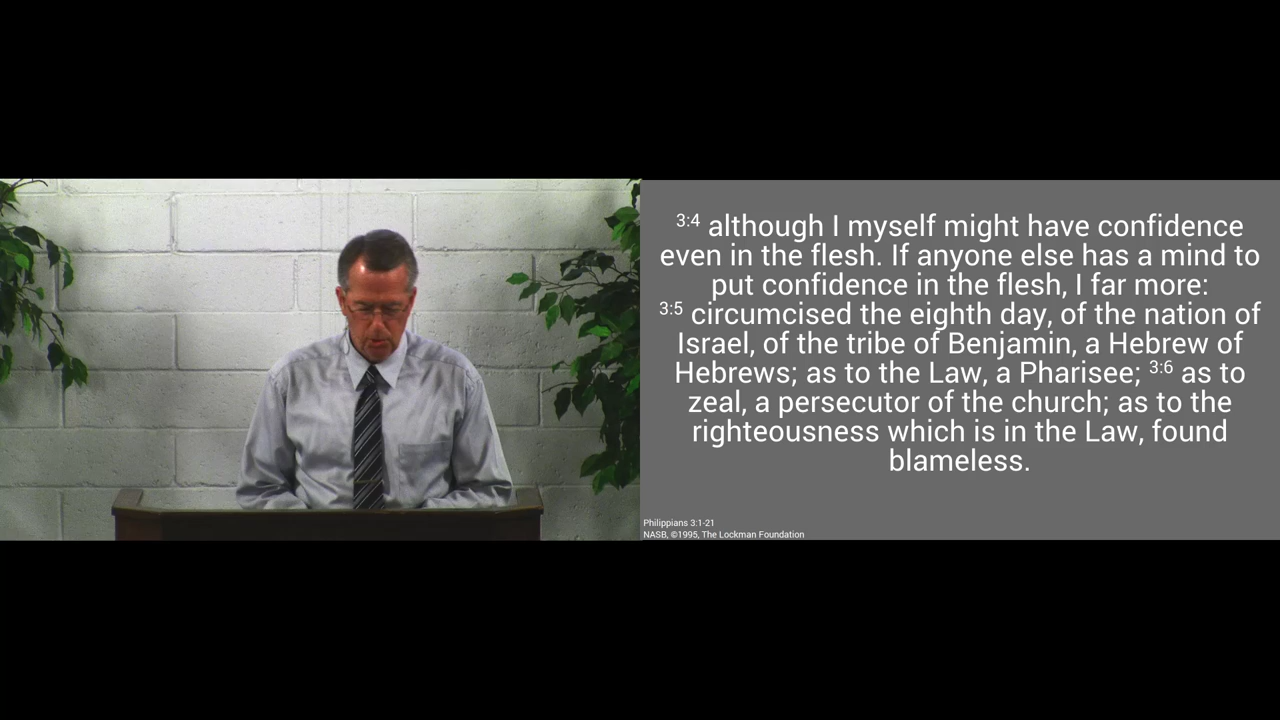 3:4 although I myself might have confidence
even in the flesh. If anyone else has a mind to
put confidence in the flesh, I far more:
3:5 circumcised the eighth day, of the nation of
Israel, of the tribe of Benjamin, a Hebrew of
Hebrews; as to the Law, a Pharisee; 3:6 as to
zeal, a persecutor of the church; as to the
righteousness which is in the Law, found
blameless.
Philippians 3:1-21
NASB, ©1995, The Lockman Foundation